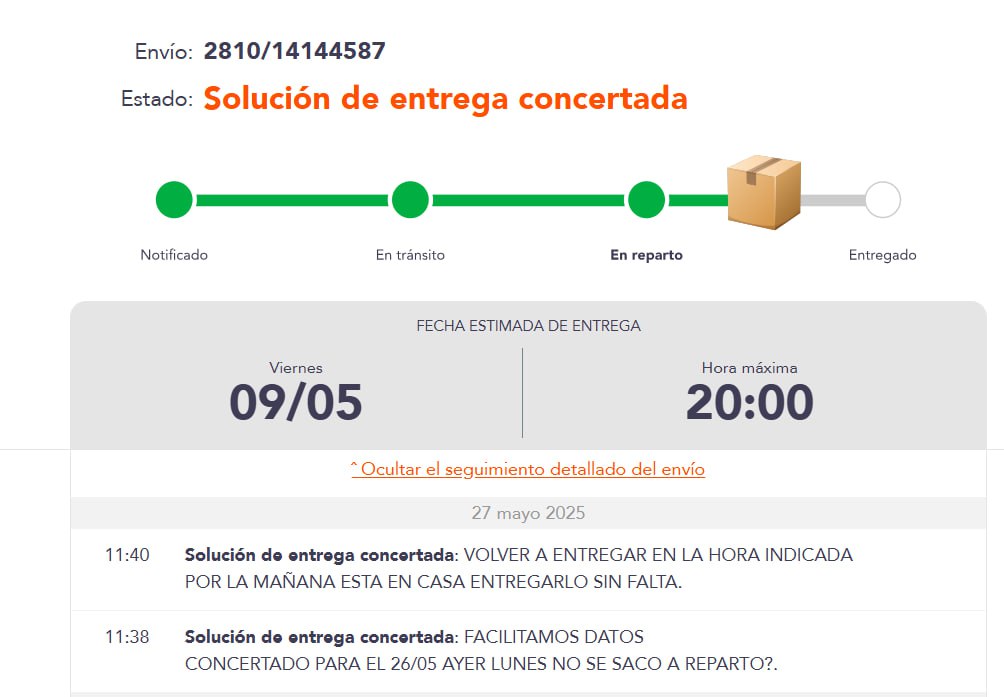 Envío: 2810/14144587
Estado: Solución de entrega concertada
Notificado En tránsito En reparto Entregado
FECHA ESTIMADA DE ENTREGA
Viernes Hora máxima
09/05 20:00
^ Ocultar el seguimiento detallado del envío
27 mayo 2025
11:40 Solución de entrega concertada: VOLVER A ENTREGAR EN LA HORA INDICADA
POR LA MAÑANA ESTA EN CASA ENTREGARLO SIN FALTA.
11:38 Solución de entrega concertada: FACILITAMOS DATOS
CONCERTADO PARA EL 26/05 AYER LUNES NO SE SACO A REPARTO?.